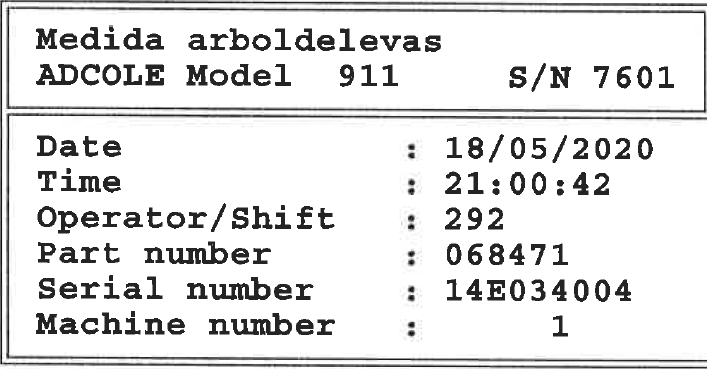 Medida arboldelevas
ADCOLE Model 911 S/N 7601
Date : 18/05/2020
Time : 21:00:42
Operator/Shift : 292
Part number : 068471
Serial number : 14E034004
Machine number : 1